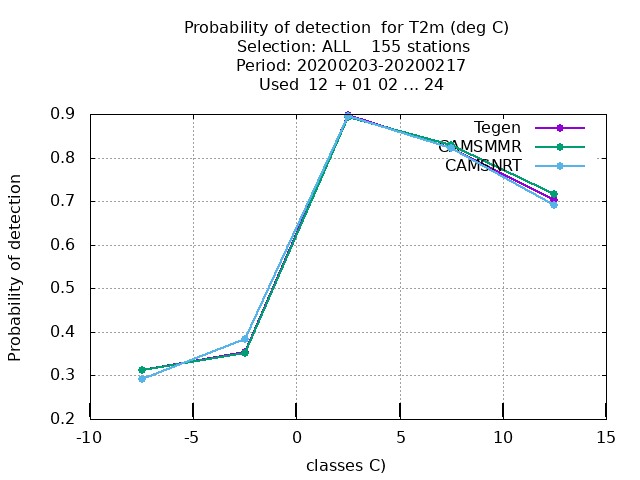 Probability of detection  for T2m (deg C)
Selection: ALL    155 stations
Period: 20200203-20200217
Used  12 + 01 02 ... 24
0.9
0.8
0.7
0.6
0.5
0.4
0.3
0.2
Probability of detection
Tegen
CAMSMMR
CAMSNRT
-10
-5
0
5
10
15
classes C)